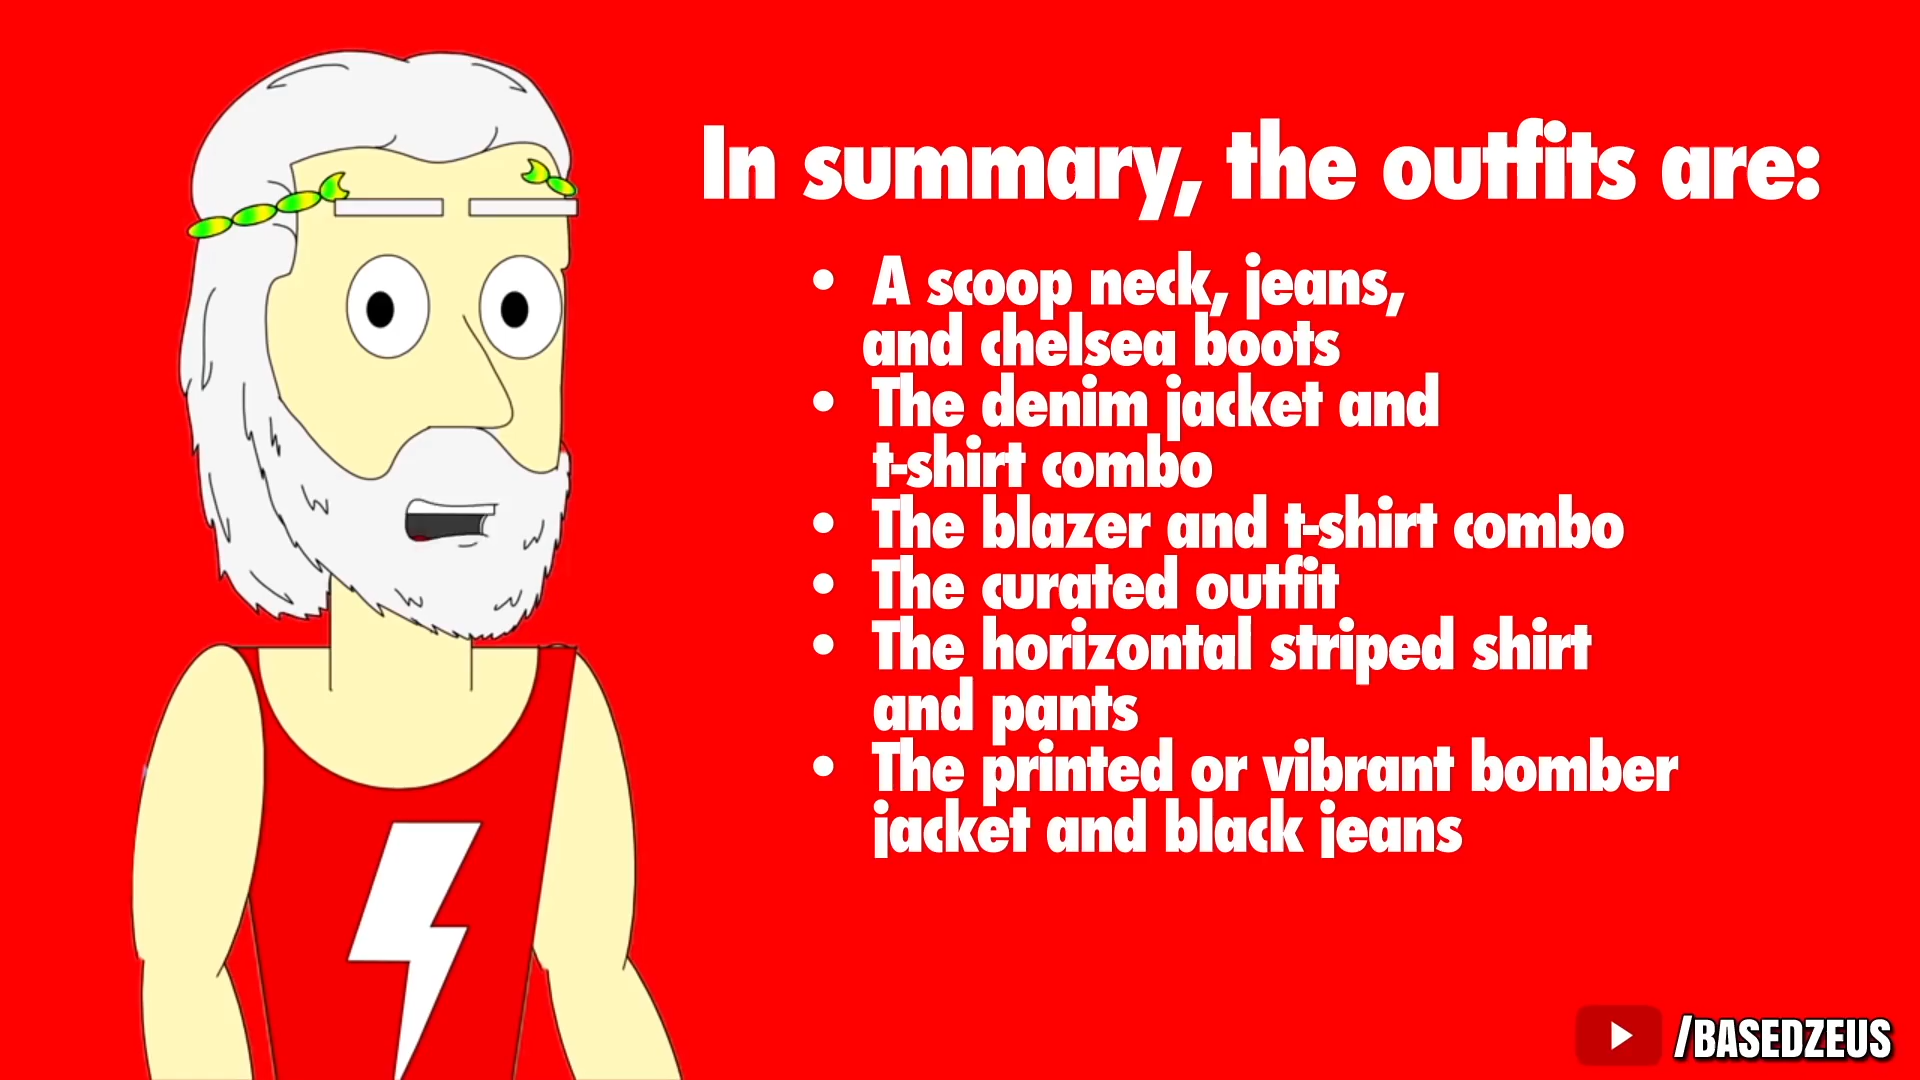 In summary, the outfits are:
• A scoop neck, jeans,
and chelsea boots
• The denim jacket and
t-shirt combo
• The blazer and t-shirt combo
• The curated outfit
• The horizontal striped shirt
and pants
• The printed or vibrant bomber
jacket and black jeans
/BASEDZEUS